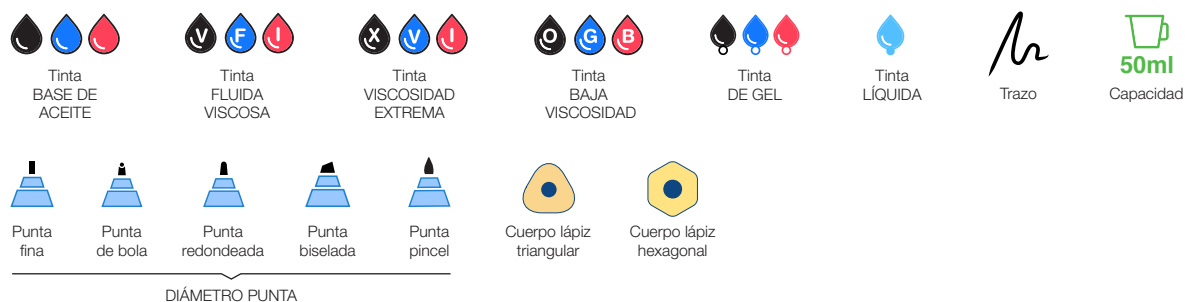 V F I
X V I
O G B
50ml
Tinta
BASE DE
ACEITE
Tinta
FLUIDA
VISCOSA
Tinta
VISCOSIDAD
EXTREMA
Tinta
BAJA
VISCOSIDAD
Tinta
DE GEL
Tinta
LÍQUIDA
Trazo
Capacidad
Punta
fina
Punta
de bola
Punta
redondeada
Punta
biselada
Punta
pincel
Cuerpo lápiz
triangular
Cuerpo lápiz
hexagonal
DIÁMETRO PUNTA